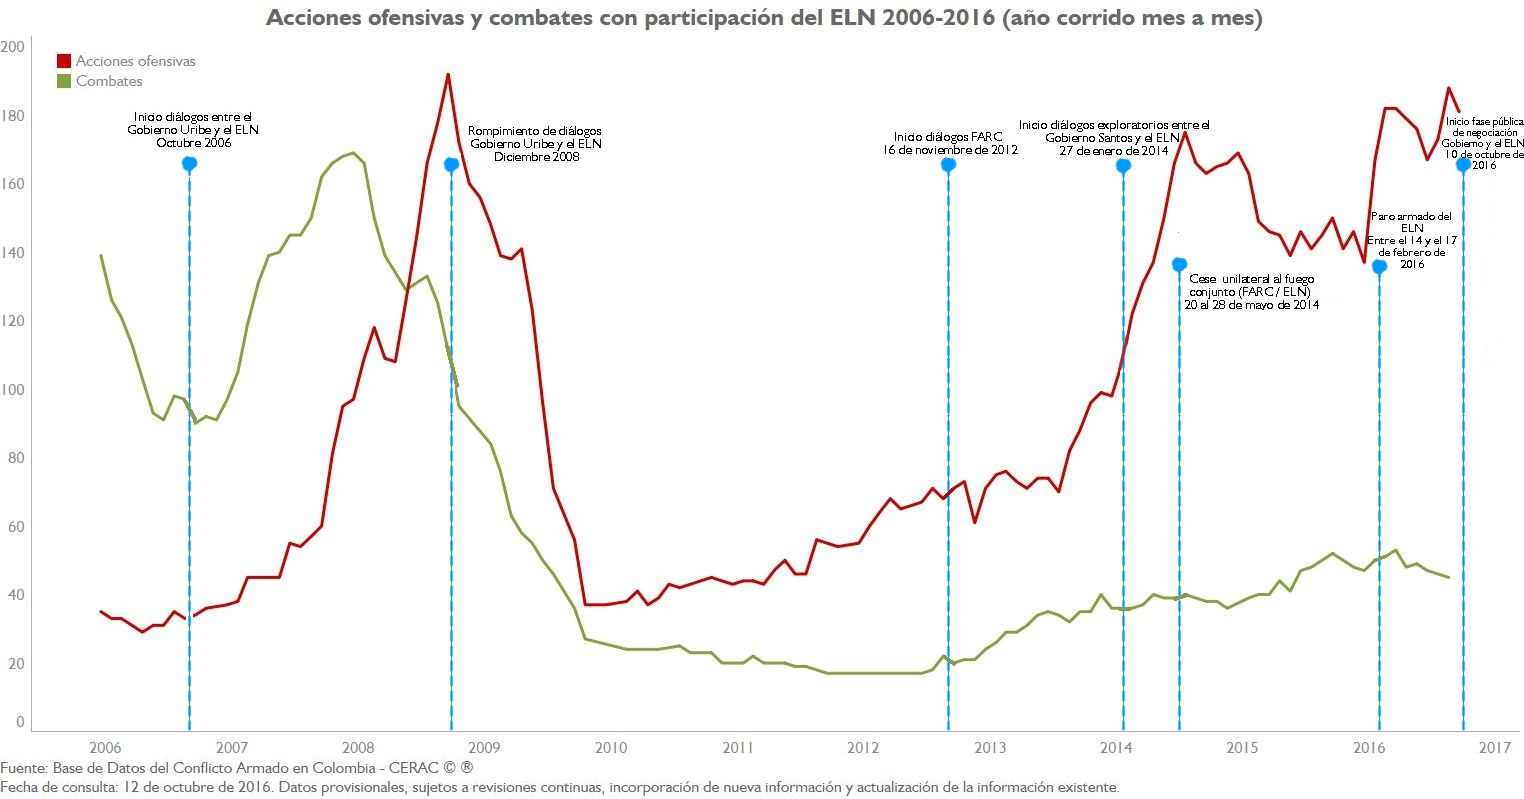 Acciones ofensivas y combates con participación del ELN 2006-2016 (año corrido mes a mes)
200
180
160
140
120
100
80
60
40
20
0
Acciones ofensivas
Combates
Inicio diálogos entre el
Gobierno Uribe y el ELN
Octubre 2006
Rompimiento de diálogos
Gobierno Uribe y el ELN
Diciembre 2008
Inicio diálogos FARC
16 de noviembre de 2012
Inicio diálogos exploratorios entre el
Gobierno Santos y el ELN
27 de enero de 2014
Cese unilateral al fuego
conjunto (FARC / ELN)
20 al 28 de mayo de 2014
Paro armado del
ELN
Entre el 14 y el 17
de febrero de
2016
Inicio fase pública
de negociación
Gobierno y el ELN
10 de octubre de
2016
2006
2007
2008
2009
2010
2011
2012
2013
2014
2015
2016
2017
Fuente: Base de Datos del Conflicto Armado en Colombia - CERAC © ®
Fecha de consulta: 12 de octubre de 2016. Datos provisionales, sujetos a revisiones continuas, incorporación de nueva información y actualización de la información existente.